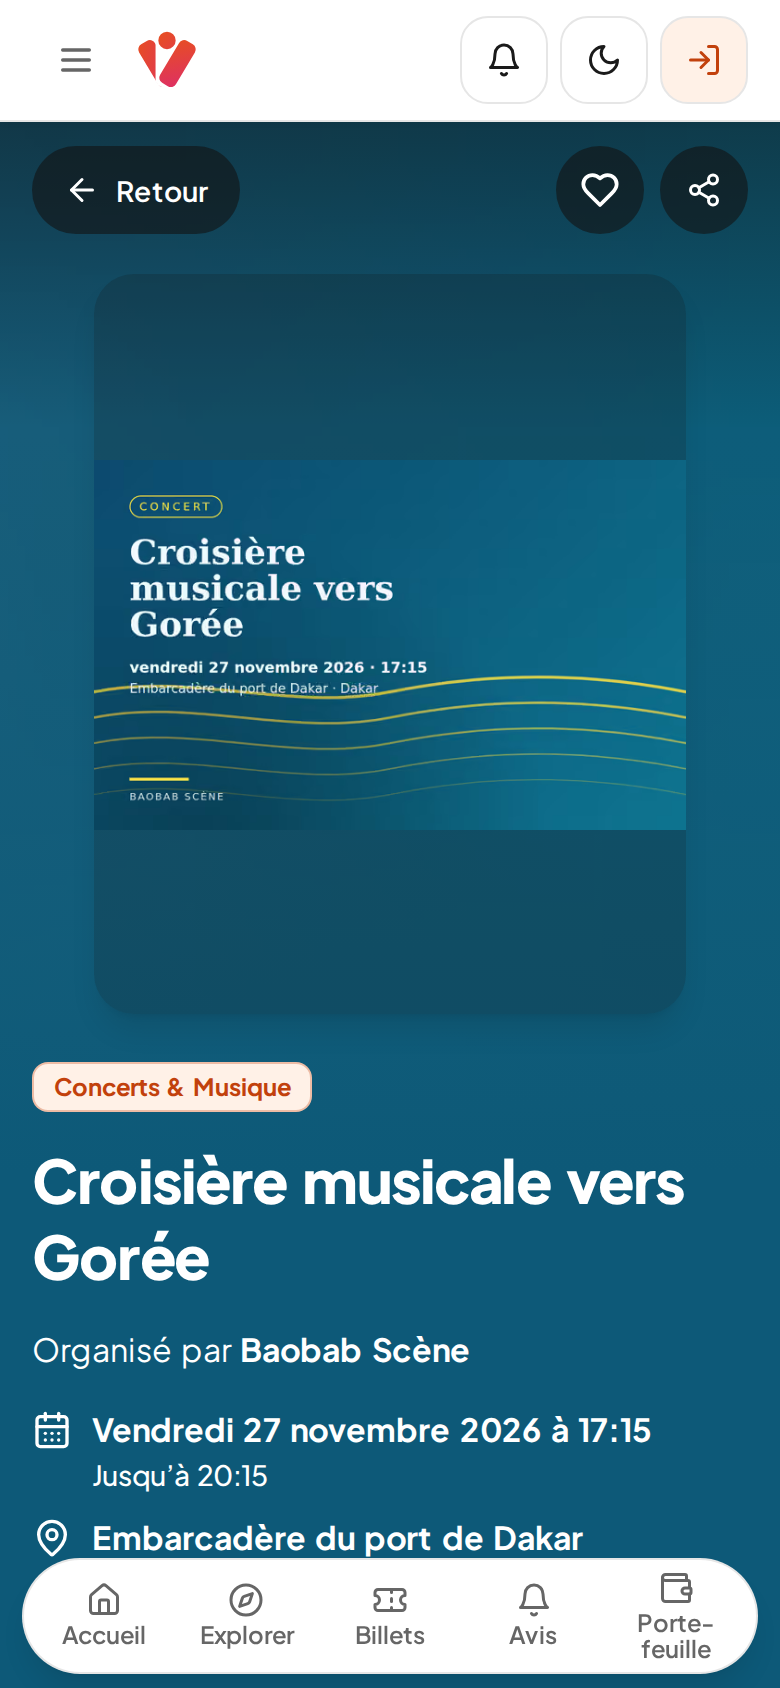 Retour
CONCERT
Croisière
musicale vers
Gorée
vendredi 27 novembre 2026 · 17:15
Embarcadère du port de Dakar · Dakar
BAOBAB SCÈNE
Concerts & Musique
Croisière musicale vers
Gorée
Organisé par Baobab Scène
Vendredi 27 novembre 2026 à 17:15
Jusqu’à 20:15
Embarcadère du port de Dakar
Accueil
Explorer
Billets
Avis
Porte-
feuille